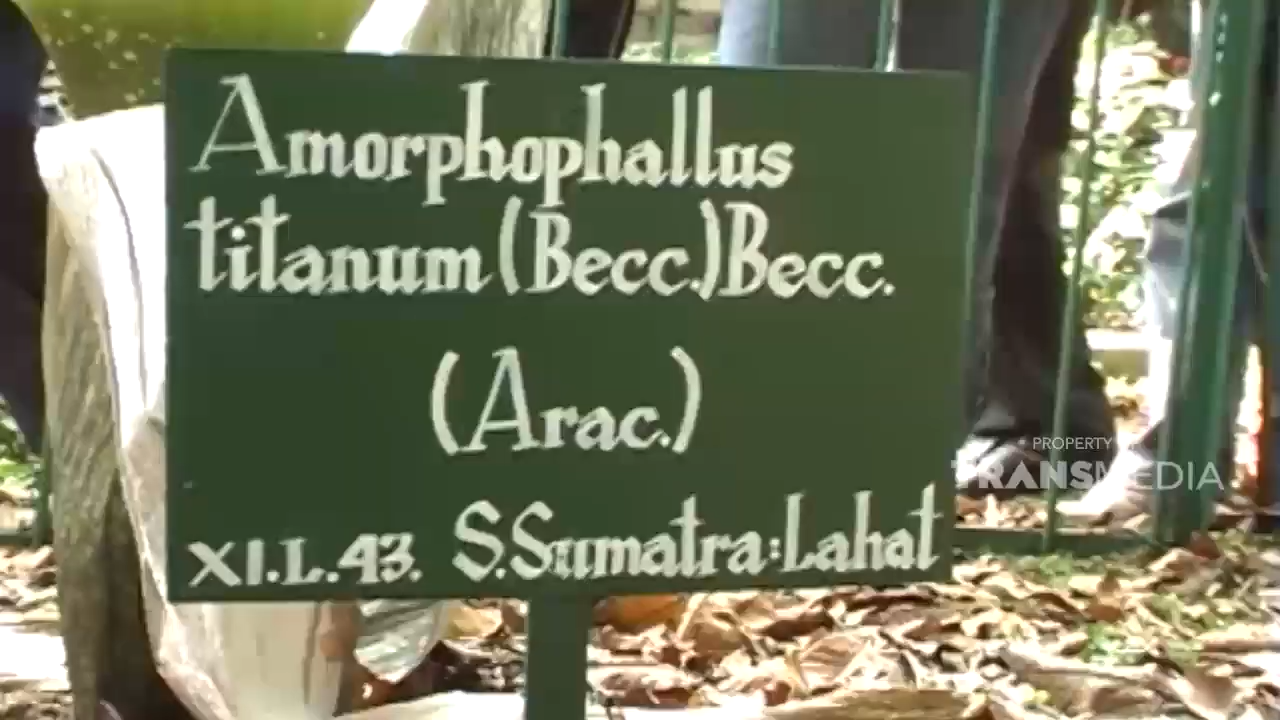 Amorphophallus
titanum (Becc.) Becc.
(Arac.)
XI.L.43. S.Sumatra:Lahat
PROPERTY
TRANSMEDIA